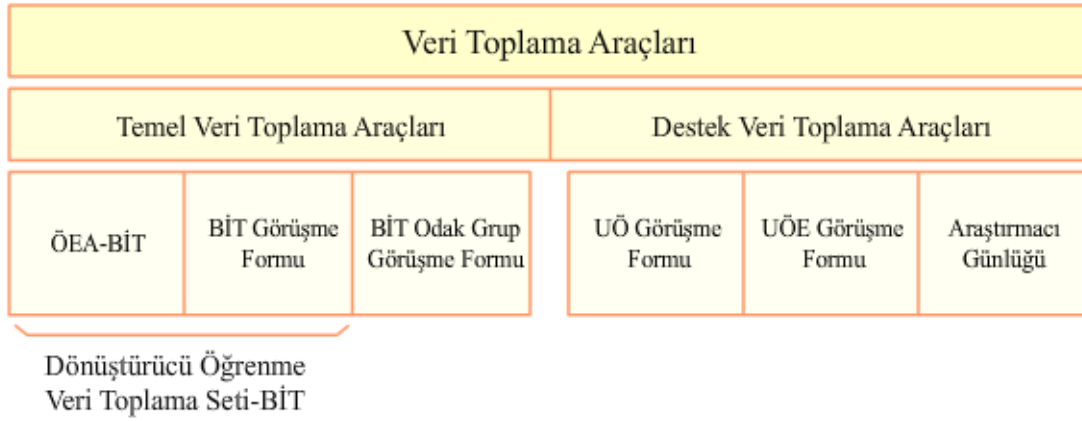 Veri Toplama Araçları
Temel Veri Toplama Araçları
Destek Veri Toplama Araçları
ÖEA-BİT
BİT Görüşme
Formu
BİT Odak Grup
Görüşme Formu
UÖ Görüşme
Formu
UÖE Görüşme
Formu
Araştırmacı
Günlüğü
Dönüştürücü Öğrenme
Veri Toplama Seti-BİT